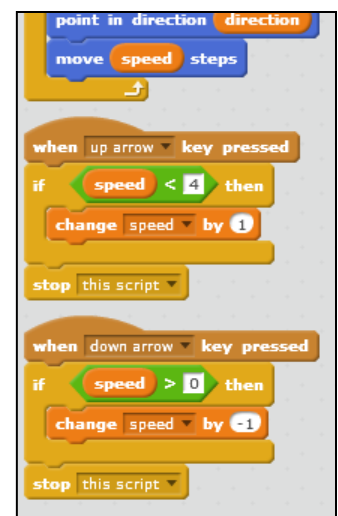 point in direction direction
move speed steps
when up arrow key pressed
if speed < 4 then
change speed by 1
stop this script
when down arrow key pressed
if speed > 0 then
change speed by -1
stop this script